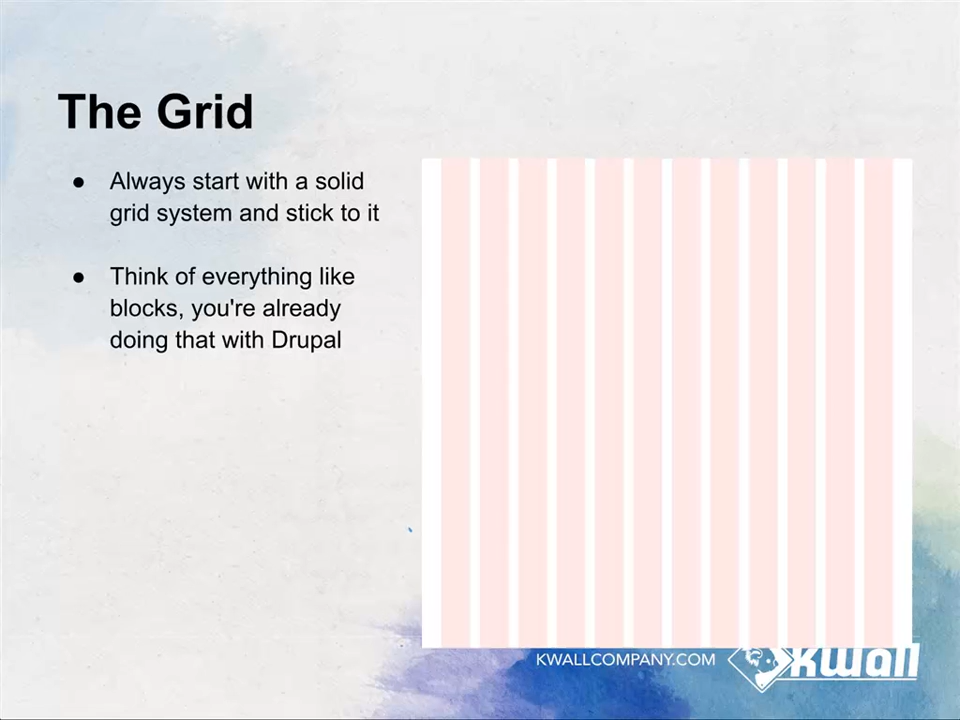 The Grid
● Always start with a solid
grid system and stick to it
● Think of everything like
blocks, you're already
doing that with Drupal
KWALLCOMPANY.COM
kwall